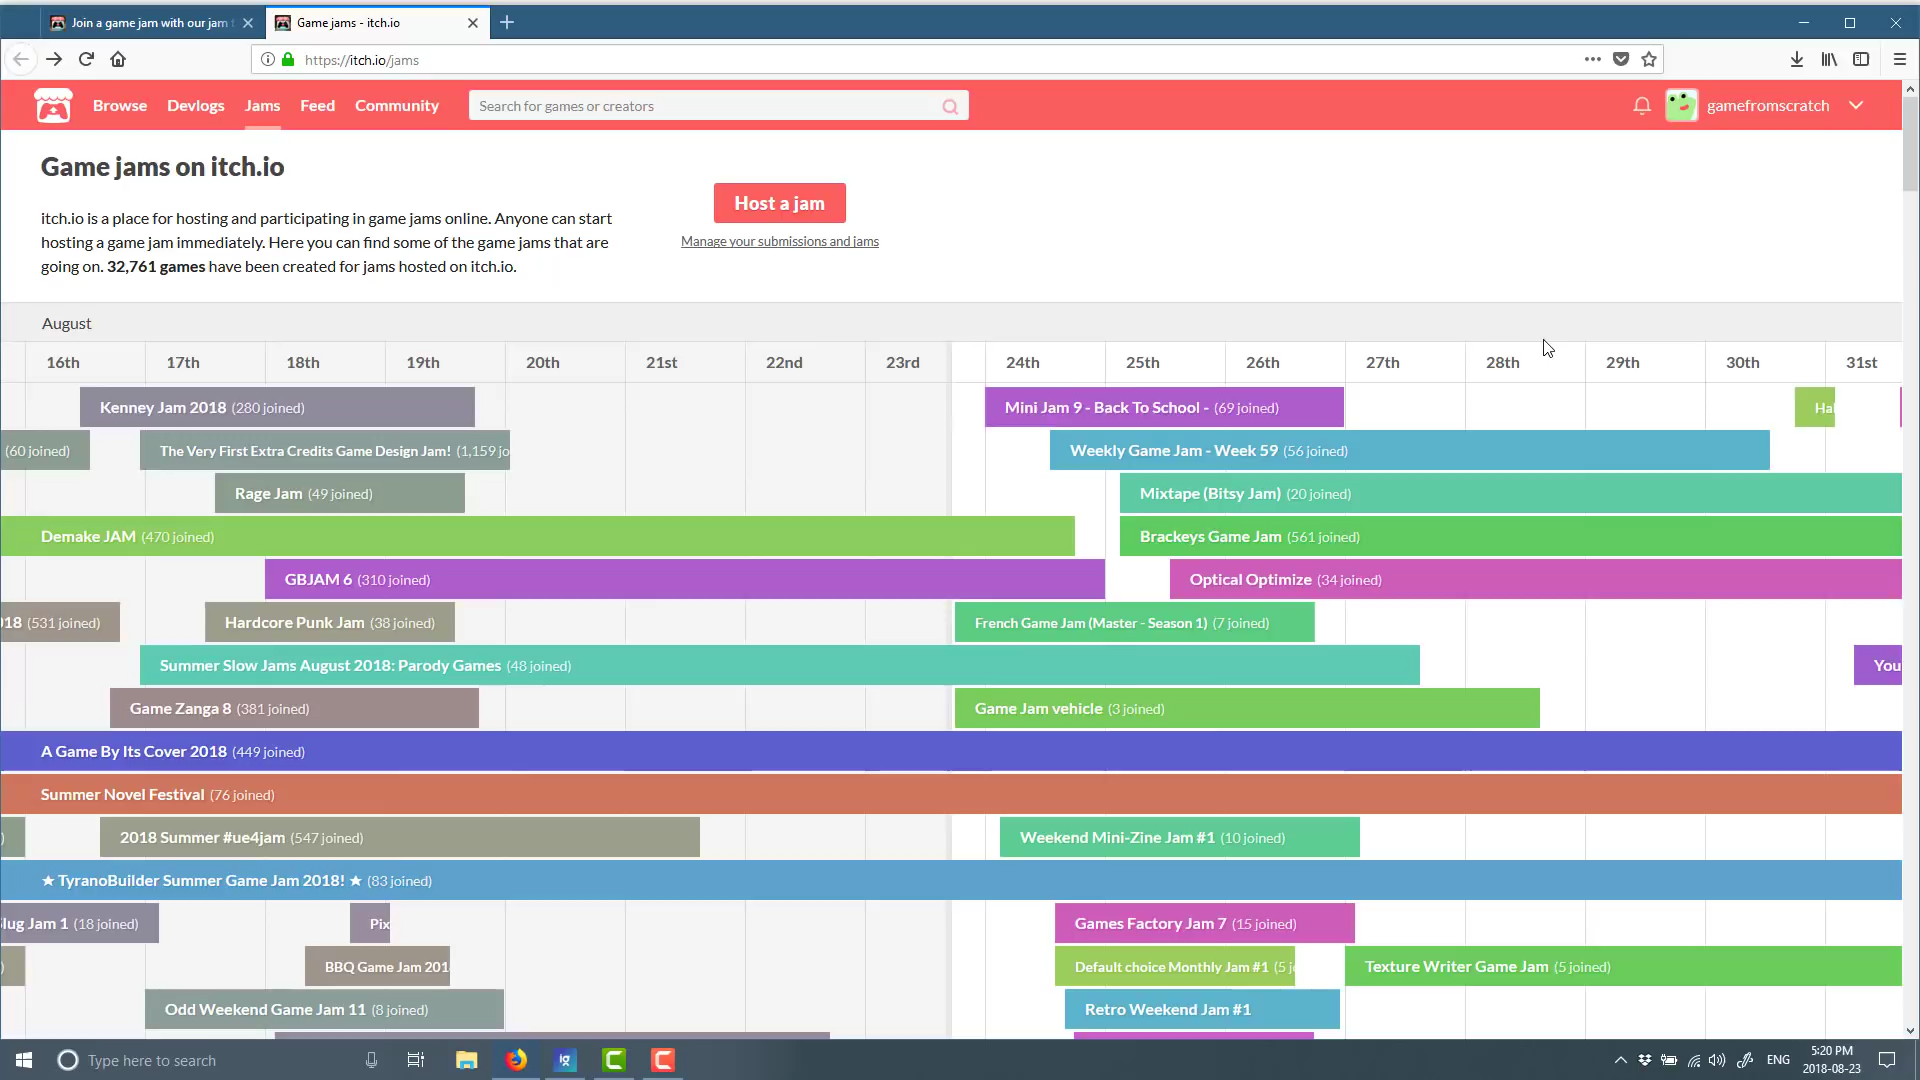 Join a game jam with our jam
Game jams - itch.io
https://itch.io/jams
Browse Devlogs Jams Feed Community
Search for games or creators
gamefromscratch
Game jams on itch.io
itch.io is a place for hosting and participating in game jams online. Anyone can start
hosting a game jam immediately. Here you can find some of the game jams that are
going on. 32,761 games have been created for jams hosted on itch.io.
Host a jam
Manage your submissions and jams
August
16th 17th 18th 19th 20th 21st 22nd 23rd 24th 25th 26th 27th 28th 29th 30th 31st
Kenney Jam 2018 (280 joined) Mini Jam 9 - Back To School - (69 joined) Hal
(60 joined) The Very First Extra Credits Game Design Jam! (1,159 jo Weekly Game Jam - Week 59 (56 joined)
Rage Jam (49 joined) Mixtape (Bitsy Jam) (20 joined)
Demake JAM (470 joined) Brackeys Game Jam (561 joined)
GBJAM 6 (310 joined) Optical Optimize (34 joined)
018 (531 joined) Hardcore Punk Jam (38 joined) French Game Jam (Master - Season 1) (7 joined)
Summer Slow Jams August 2018: Parody Games (48 joined) You
Game Zanga 8 (381 joined) Game Jam vehicle (3 joined)
A Game By Its Cover 2018 (449 joined)
Summer Novel Festival (76 joined)
) 2018 Summer #ue4jam (547 joined) Weekend Mini-Zine Jam #1 (10 joined)
★ TyranoBuilder Summer Game Jam 2018! ★ (83 joined)
lug Jam 1 (18 joined) Pix Games Factory Jam 7 (15 joined)
) BBQ Game Jam 201 Default choice Monthly Jam #1 (5 j Texture Writer Game Jam (5 joined)
Odd Weekend Game Jam 11 (8 joined) Retro Weekend Jam #1
Type here to search
ENG
5:20 PM
2018-08-23